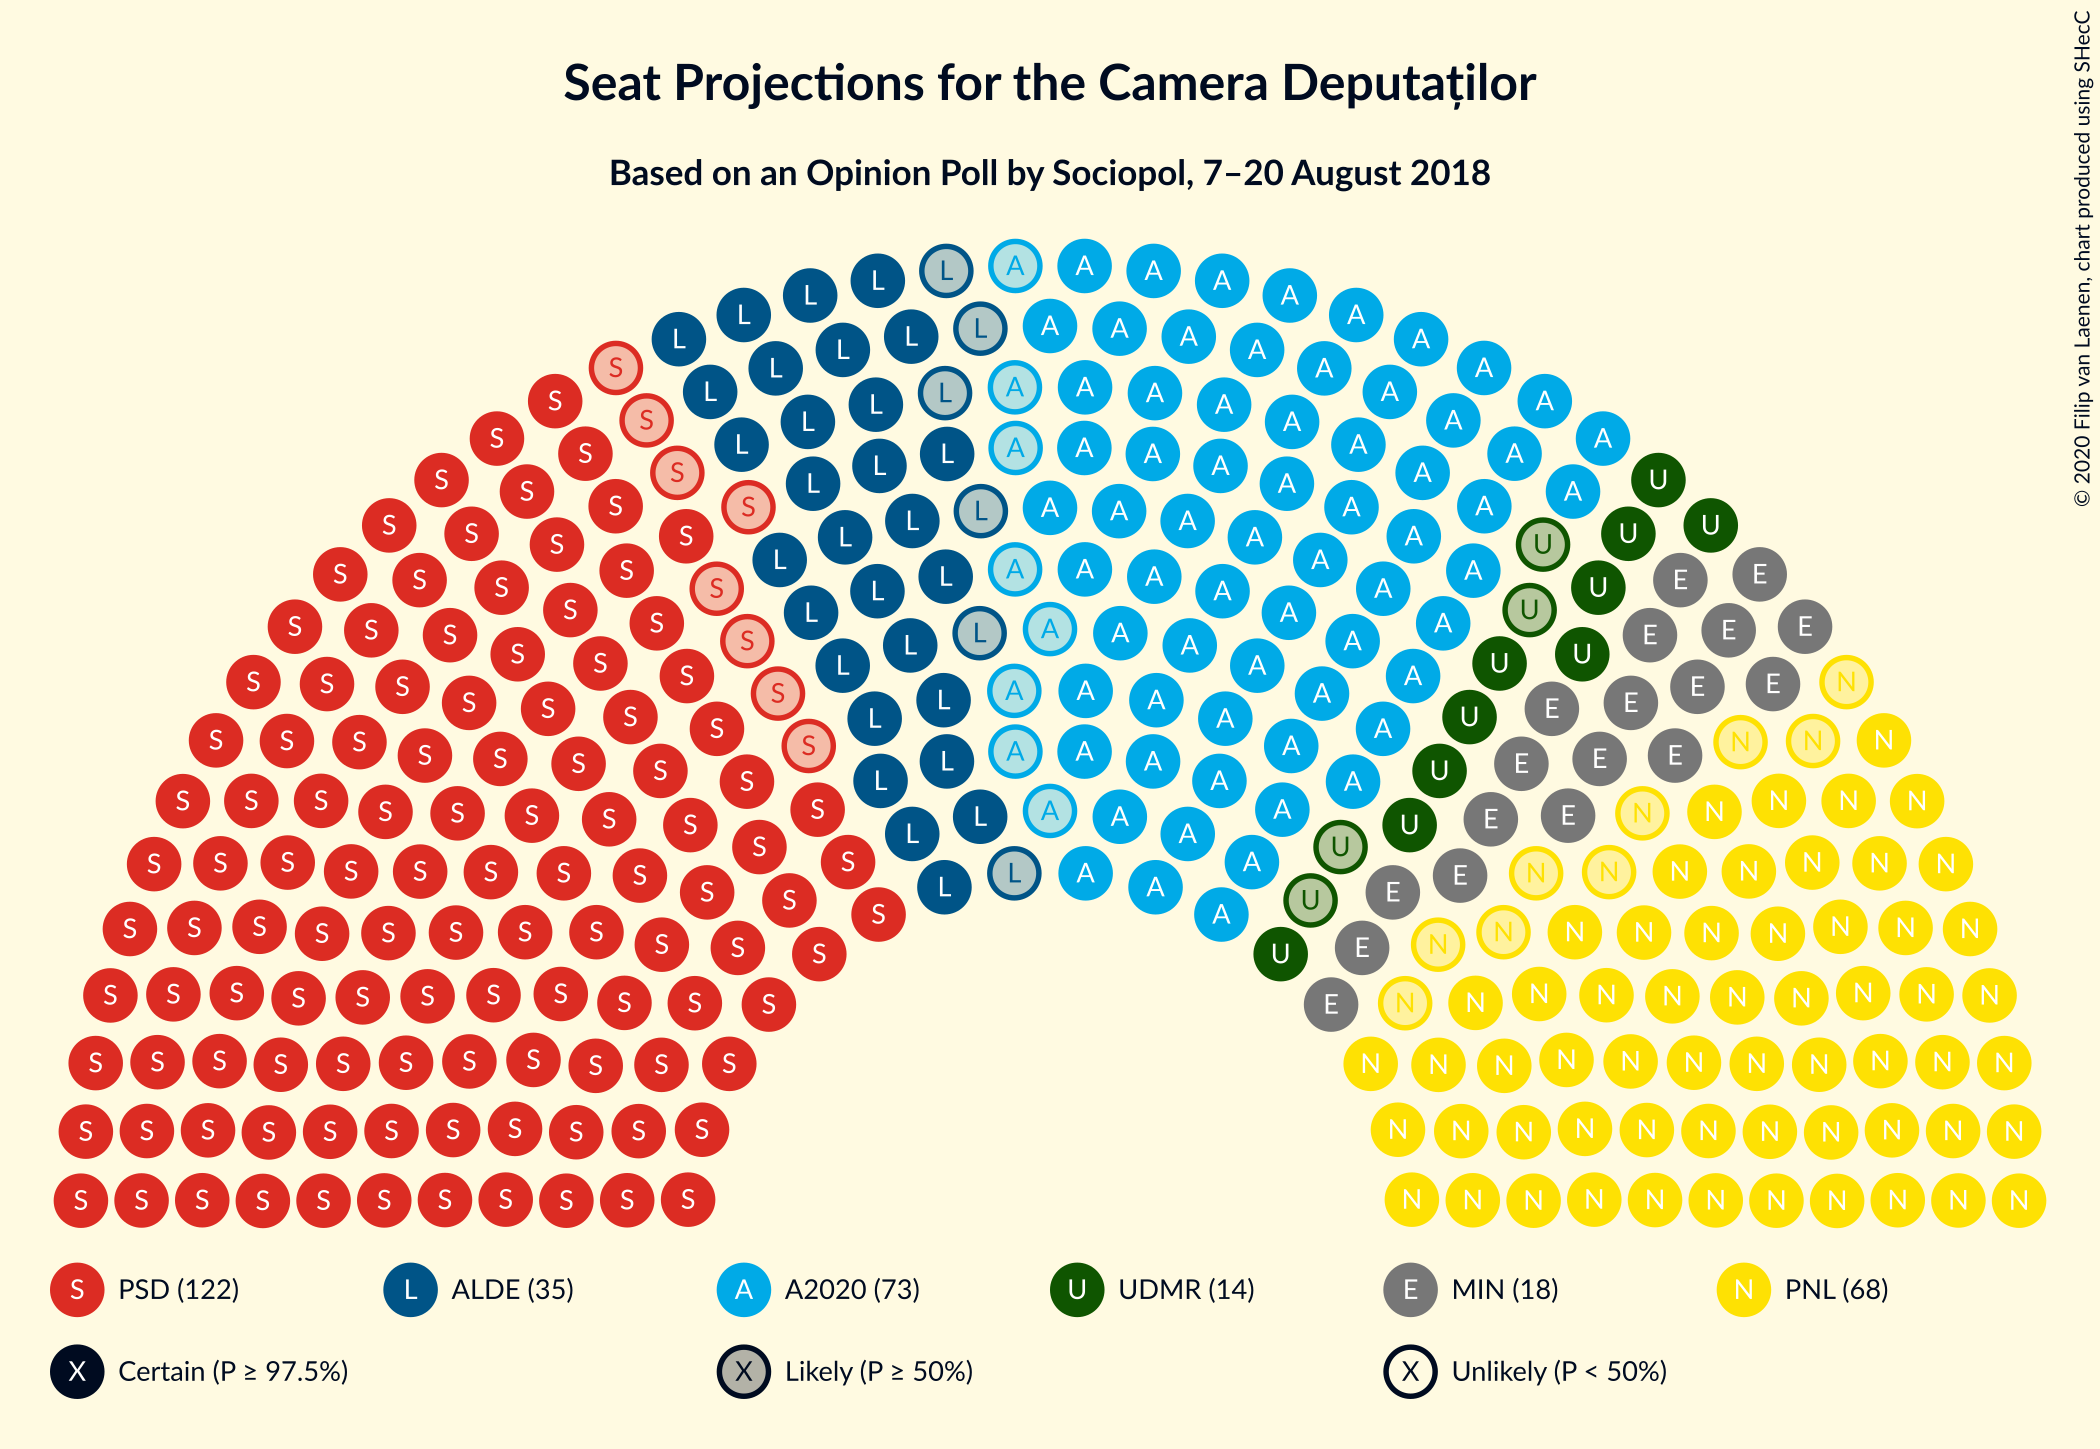 Seat Projections for the Camera Deputaților
Based on an Opinion Poll by Sociopol, 7–20 August 2018
© 2020 Filip van Laenen, chart produced using SHecC
S PSD (122) L ALDE (35) A A2020 (73) U UDMR (14) E MIN (18) N PNL (68)
X Certain (P ≥ 97.5%) X Likely (P ≥ 50%) X Unlikely (P < 50%)